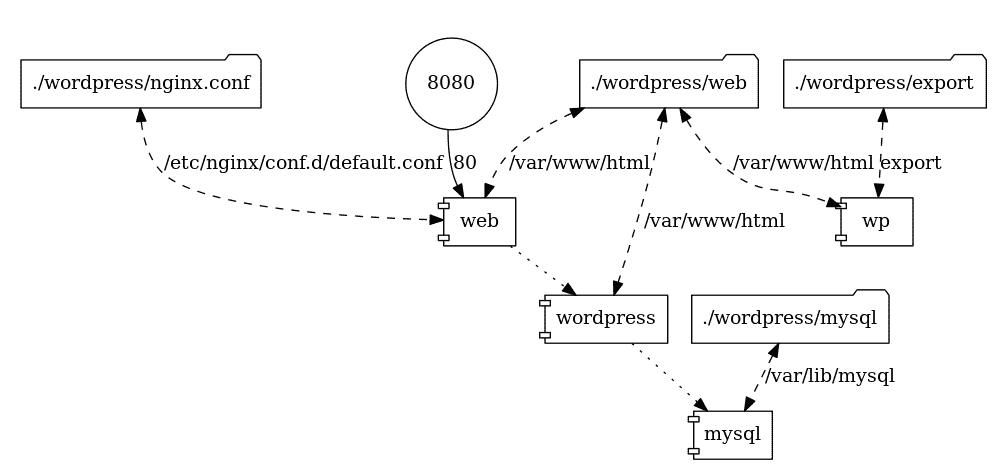 ./wordpress/nginx.conf
8080
./wordpress/web
./wordpress/export
/etc/nginx/conf.d/default.conf
80
/var/www/html
/var/www/html
export
web
/var/www/html
wp
wordpress
./wordpress/mysql
/var/lib/mysql
mysql